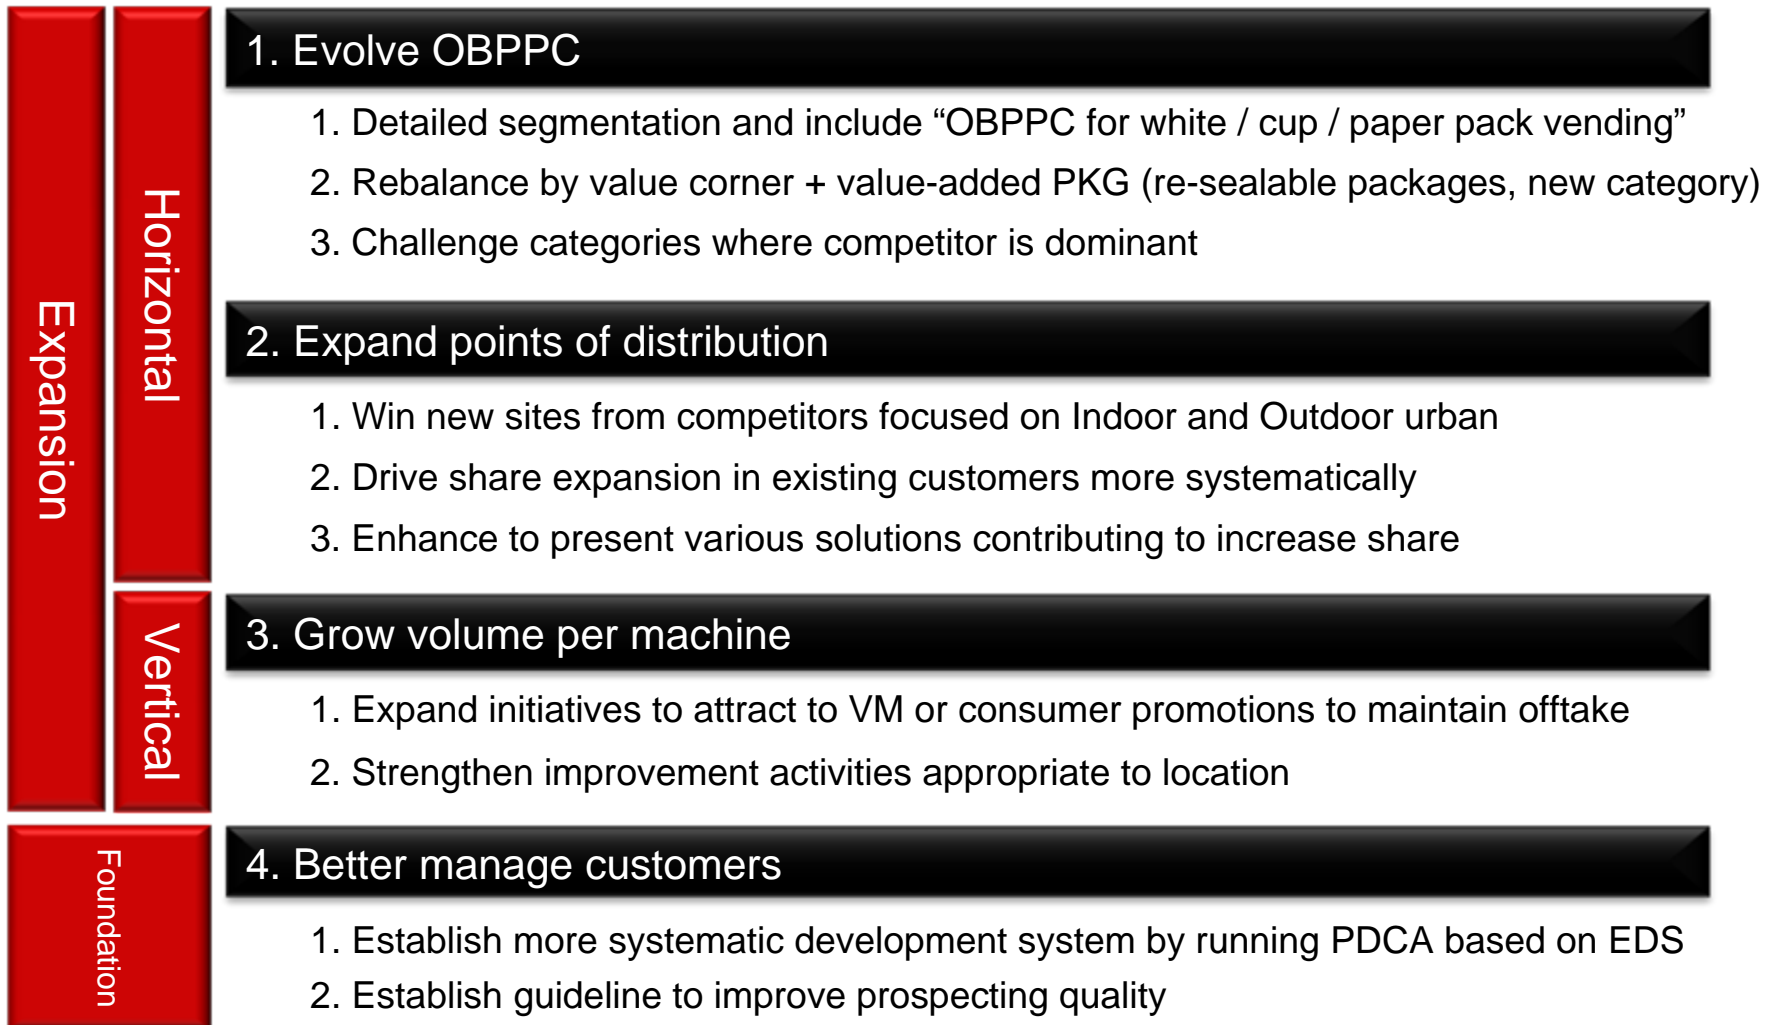 Expansion
Horizontal
1. Evolve OBPPC
1. Detailed segmentation and include “OBPPC for white / cup / paper pack vending”
2. Rebalance by value corner + value-added PKG (re-sealable packages, new category)
3. Challenge categories where competitor is dominant
2. Expand points of distribution
1. Win new sites from competitors focused on Indoor and Outdoor urban
2. Drive share expansion in existing customers more systematically
3. Enhance to present various solutions contributing to increase share
Vertical
3. Grow volume per machine
1. Expand initiatives to attract to VM or consumer promotions to maintain offtake
2. Strengthen improvement activities appropriate to location
Foundation
4. Better manage customers
1. Establish more systematic development system by running PDCA based on EDS
2. Establish guideline to improve prospecting quality